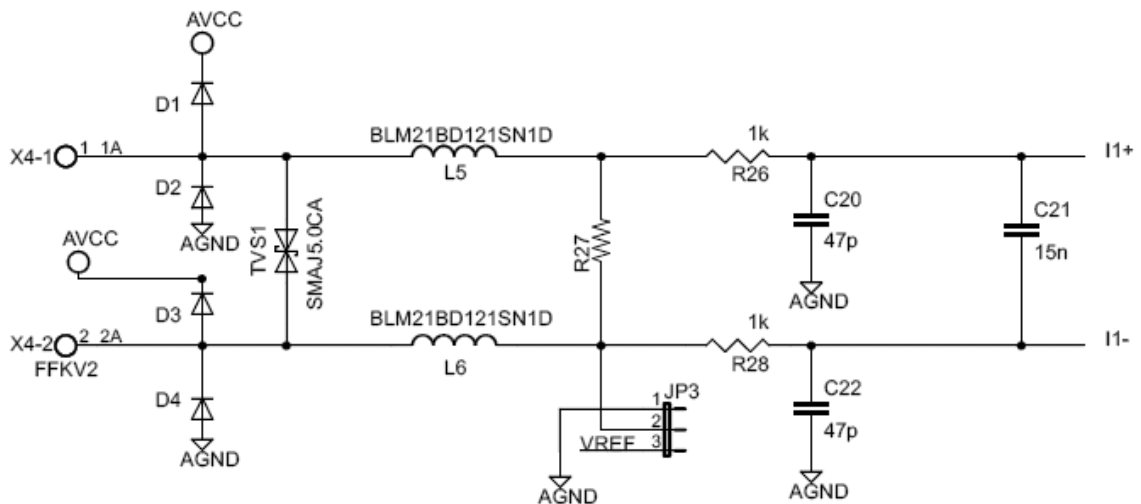 AVCC
D1
BLM21BD121SN1D
1k
X4-1
1 1A
L5
R26
I1+
D2
AGND
AVCC
TVS1
SMAJ5.0CA
R27
C20
47p
AGND
C21
15n
D3
BLM21BD121SN1D
1k
X4-2
2 2A
FFKV2
L6
R28
I1-
D4
AGND
JP3
1
2
3
VREF
AGND
C22
47p
AGND